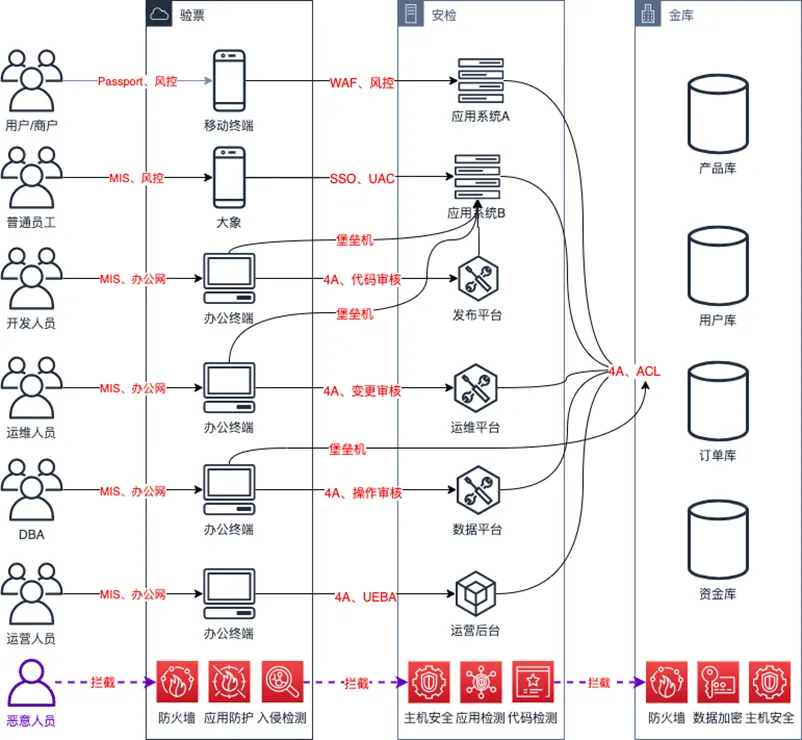 验票
安检
金库
Passport、风控
WAF、风控
用户/商户
移动终端
应用系统A
产品库
MIS、风控
SSO、UAC
普通员工
大象
应用系统B
堡垒机
MIS、办公网
4A、代码审核
开发人员
办公终端
堡垒机
发布平台
用户库
4A、ACL
MIS、办公网
4A、变更审核
运维人员
办公终端
运维平台
堡垒机
订单库
MIS、办公网
4A、操作审核
DBA
办公终端
数据平台
MIS、办公网
4A、UEBA
资金库
运营人员
办公终端
运营后台
拦截
拦截
拦截
恶意人员
防火墙
应用防护
入侵检测
主机安全
应用检测
代码检测
防火墙
数据加密
主机安全